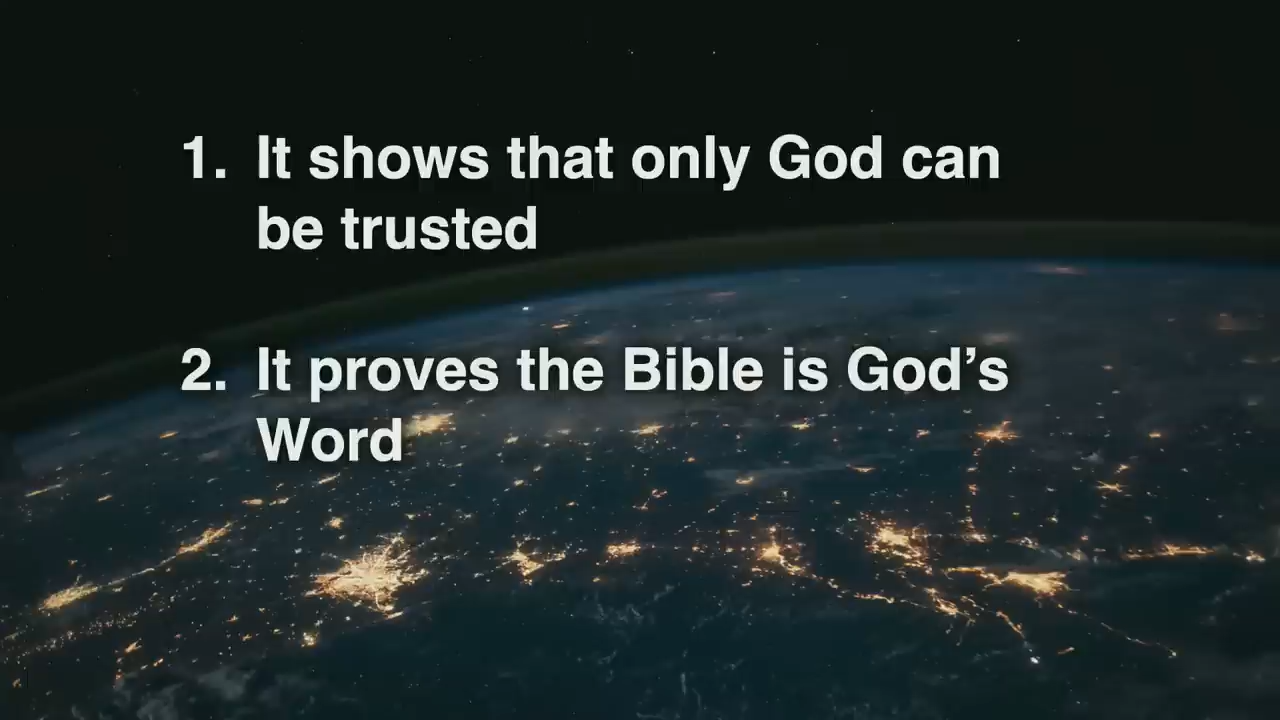 1. It shows that only God can
be trusted
2. It proves the Bible is God’s
Word